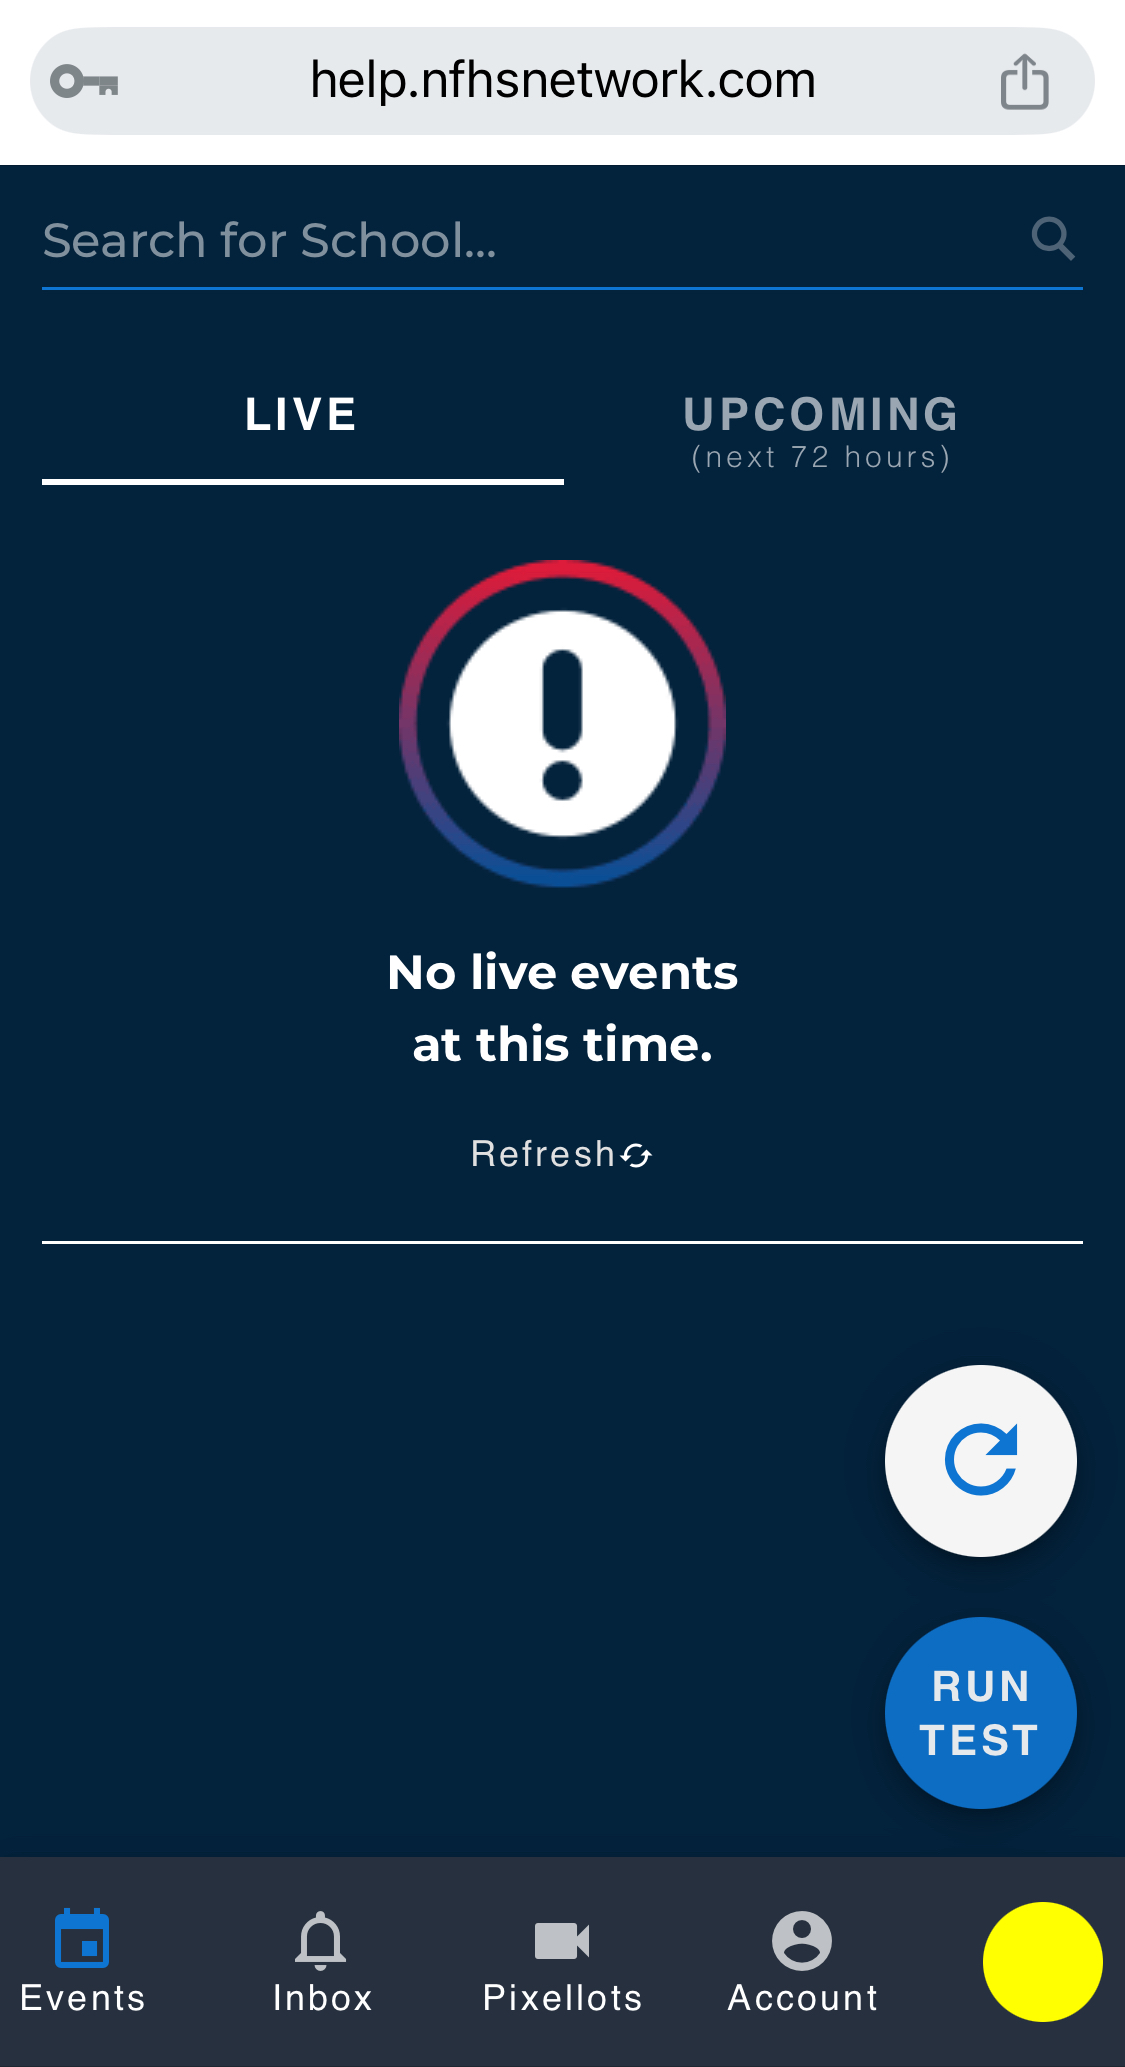 help.nfhsnetwork.com
Search for School...
LIVE
UPCOMING
(next 72 hours)
No live events
at this time.
Refresh
RUN
TEST
Events
Inbox
Pixellots
Account